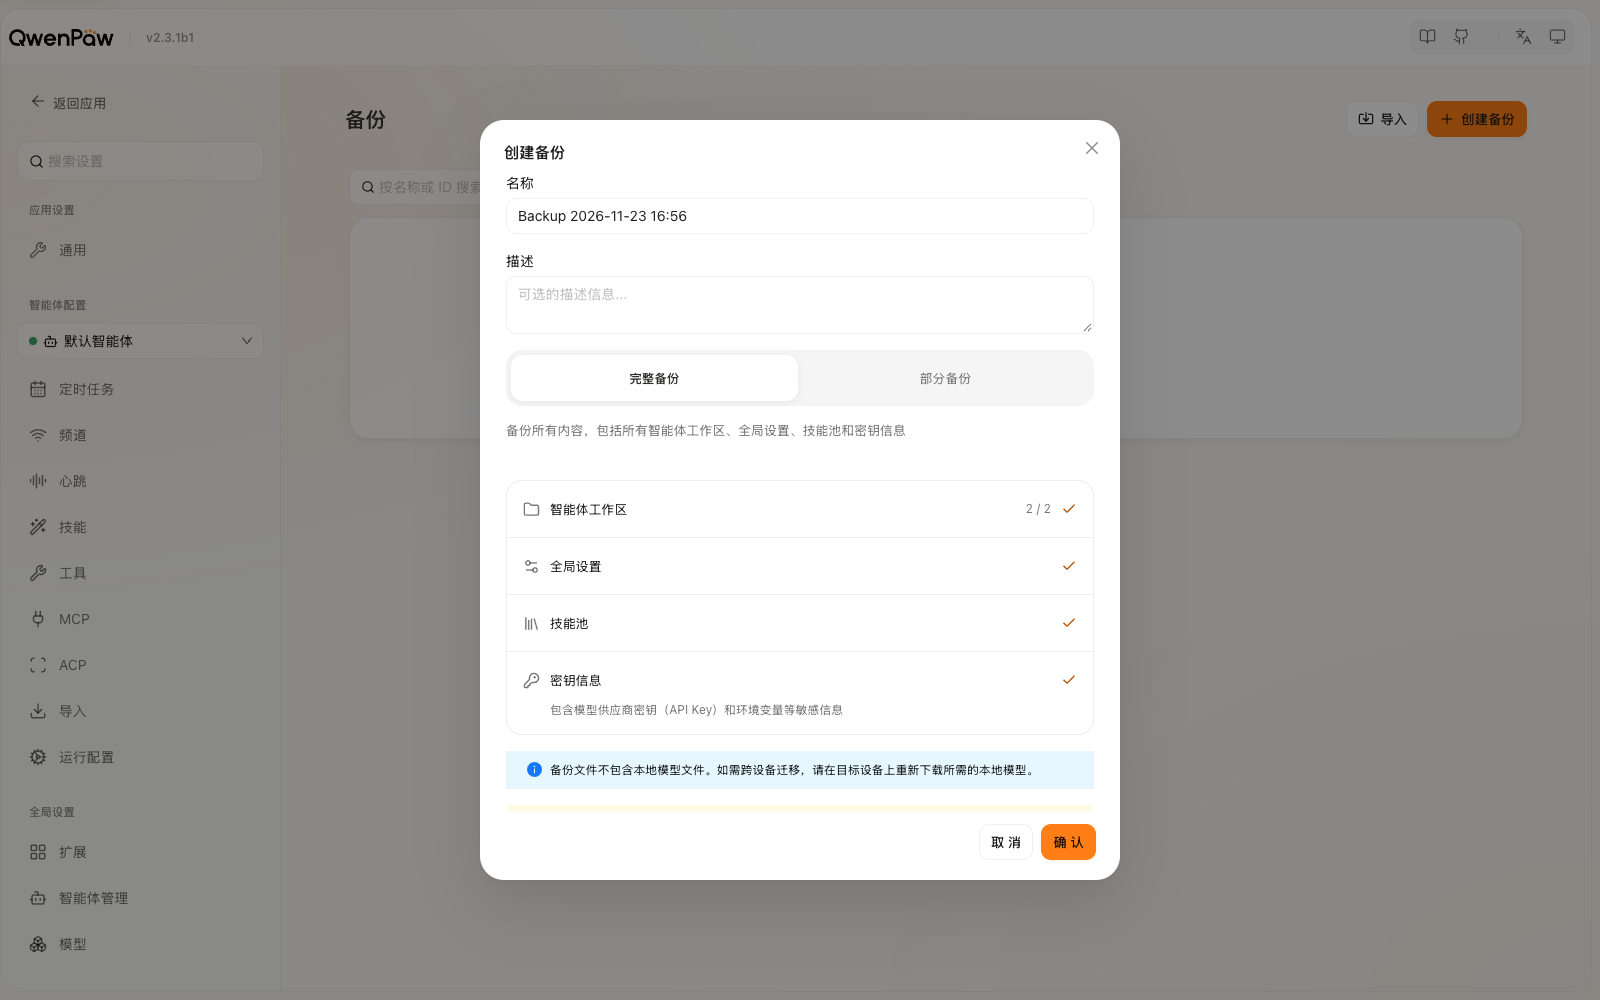 QwenPaw
v2.3.1b1
返回应用
搜索设置
应用设置
通用
智能体配置
默认智能体
定时任务
频道
心跳
技能
工具
MCP
ACP
导入
运行配置
全局设置
扩展
智能体管理
模型
备份
导入
创建备份
按名称或 ID 搜索
创建备份
名称
Backup 2026-11-23 16:56
描述
可选的描述信息...
完整备份
部分备份
备份所有内容，包括所有智能体工作区、全局设置、技能池和密钥信息
智能体工作区
2 / 2
全局设置
技能池
密钥信息
包含模型供应商密钥（API Key）和环境变量等敏感信息
备份文件不包含本地模型文件。如需跨设备迁移，请在目标设备上重新下载所需的本地模型。
取 消
确 认